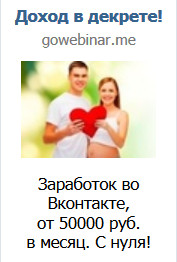 Доход в декрете!
gowebinar.me
Заработок во
Вконтакте,
от 50000 руб.
в месяц. С нуля!